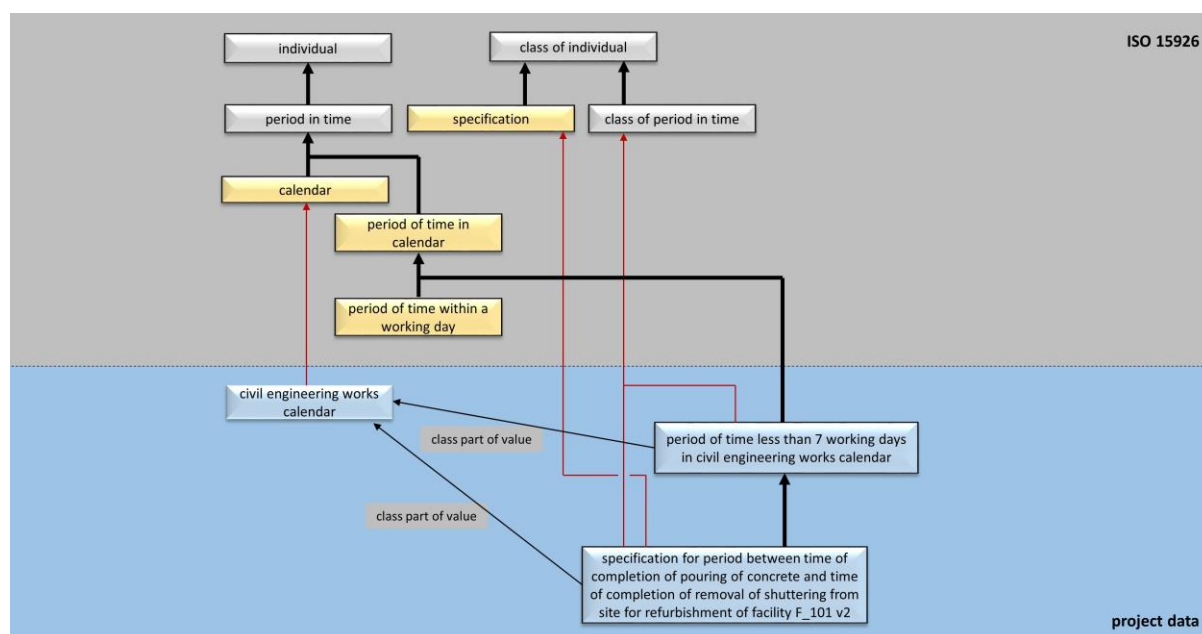 individual
class of individual
ISO 15926
period in time
specification
class of period in time
calendar
period of time in
calendar
period of time within a
working day
civil engineering works
calendar
class part of value
period of time less than 7 working days
in civil engineering works calendar
class part of value
specification for period between time of
completion of pouring of concrete and time
of completion of removal of shuttering from
site for refurbishment of facility F_101 v2
project data